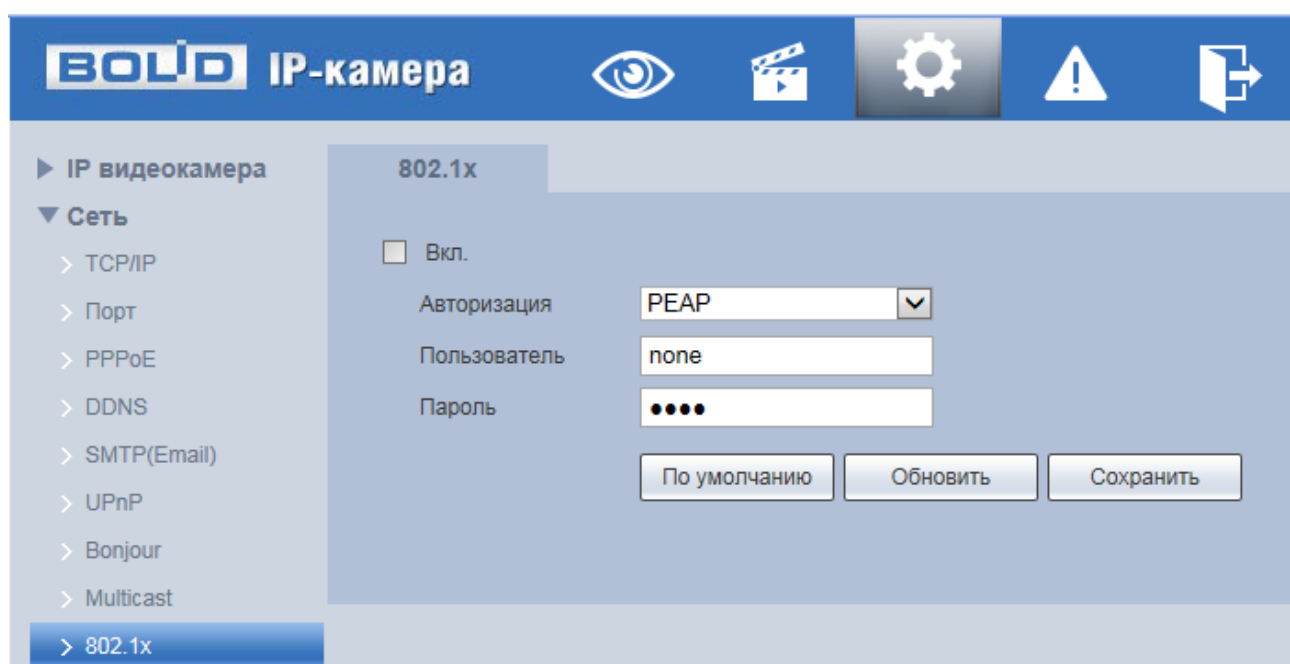 BOLID IP-камера
IP видеокамера
802.1x
Сеть
Вкл.
TCP/IP
Авторизация PEAP
Порт
Пользователь none
PPPoE
Пароль ●●●●
DDNS
SMTP(Email)
По умолчанию Обновить Сохранить
UPnP
Bonjour
Multicast
802.1x